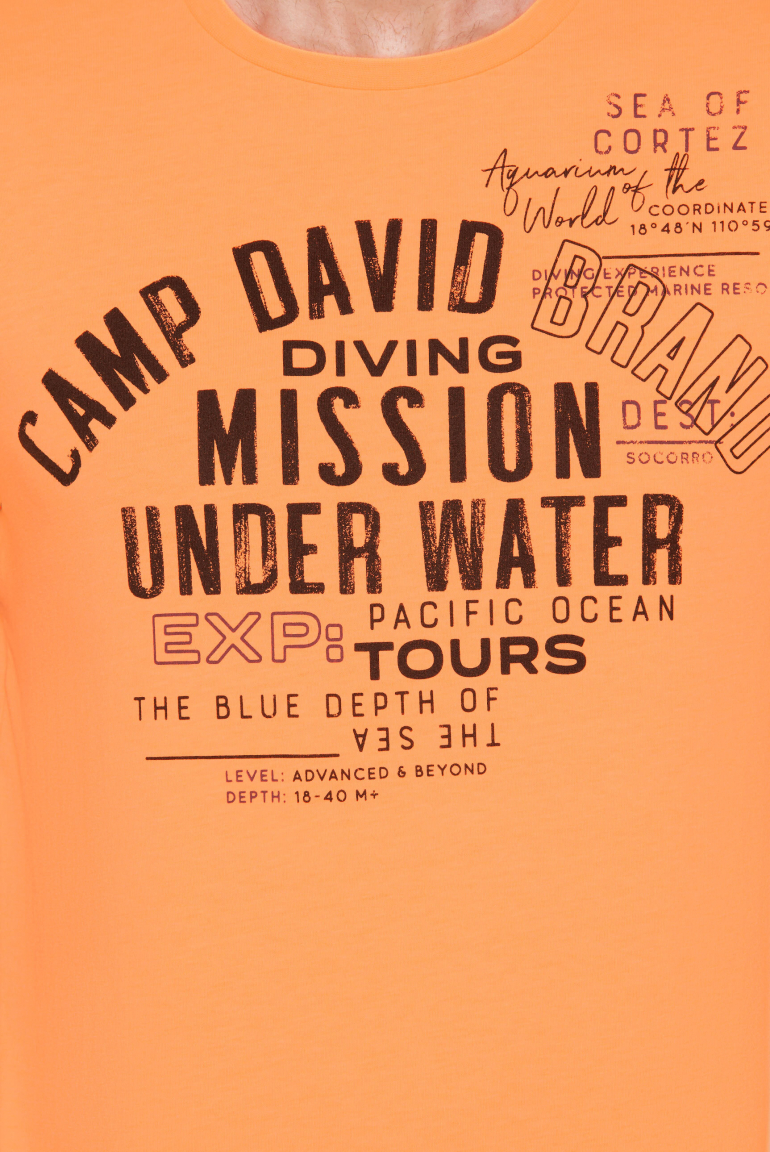 SEA OF
CORTEZ
Aquarium of the
World
COORDINATE
18°48'N 110°59
DIVING EXPERIENCE
PROTECTED MARINE RESO
CAMP DAVID
BRAND
DIVING
MISSION
DEST:
SOCORRO
UNDER WATER
EXP:
PACIFIC OCEAN
TOURS
THE BLUE DEPTH OF
THE SEA
LEVEL: ADVANCED & BEYOND
DEPTH: 18-40 M+